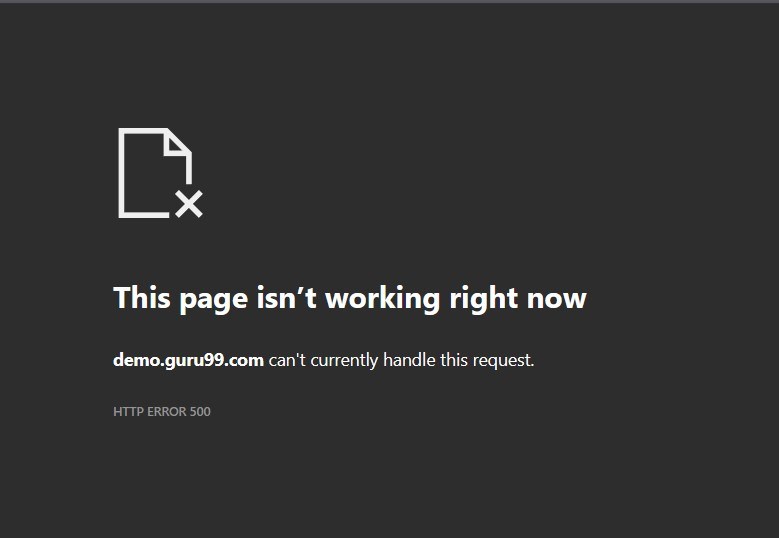 This page isn’t working right now
demo.guru99.com can't currently handle this request.
HTTP ERROR 500